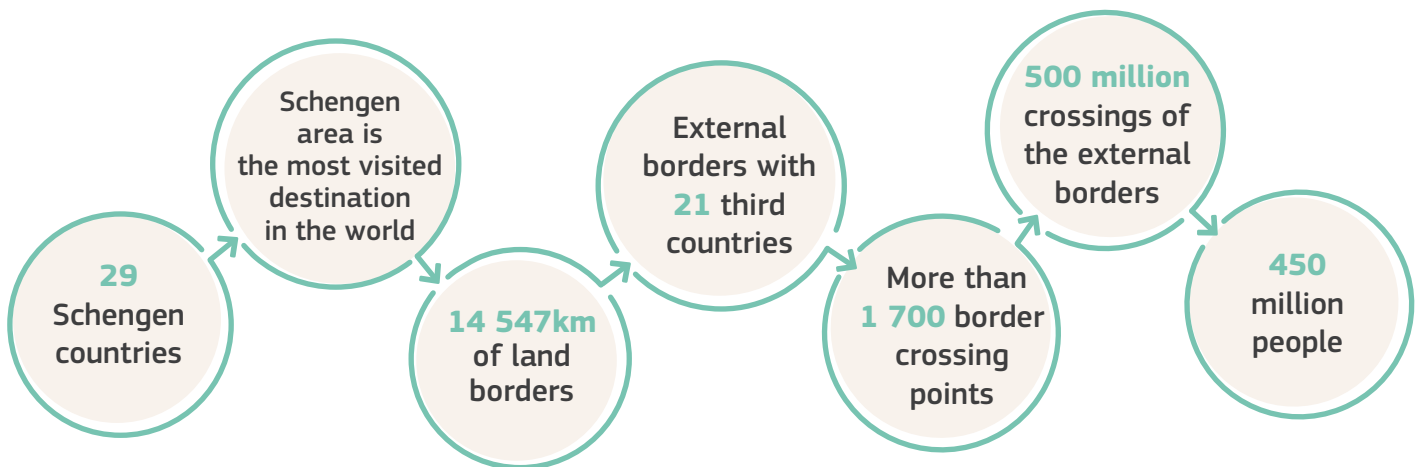 29
Schengen
countries
Schengen
area is
the most visited
destination
in the world
14 547km
of land
borders
External
borders with
21 third
countries
More than
1 700 border
crossing
points
500 million
crossings of
the external
borders
450
million
people